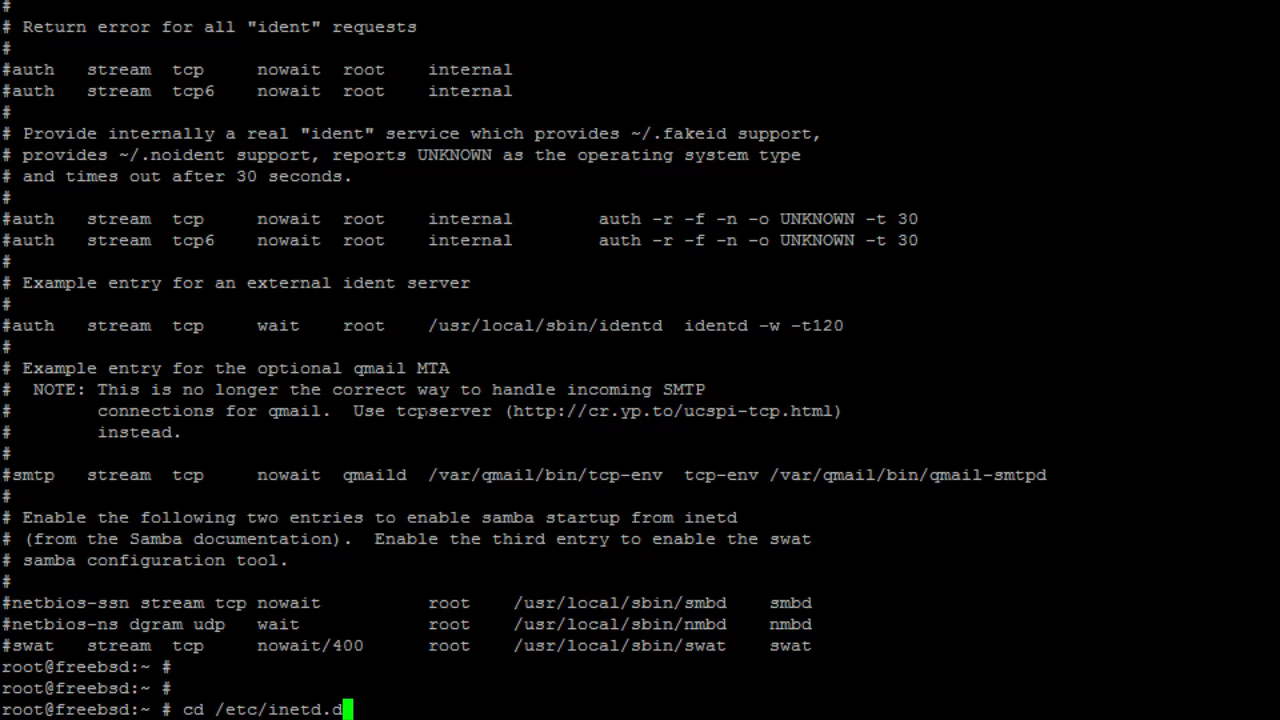 #
# Return error for all "ident" requests
#
#auth   stream  tcp     nowait  root    internal
#auth   stream  tcp6    nowait  root    internal
#
# Provide internally a real "ident" service which provides ~/.fakeid support,
# provides ~/.noident support, reports UNKNOWN as the operating system type
# and times out after 30 seconds.
#
#auth   stream  tcp     nowait  root    internal        auth -r -f -n -o UNKNOWN -t 30
#auth   stream  tcp6    nowait  root    internal        auth -r -f -n -o UNKNOWN -t 30
#
# Example entry for an external ident server
#
#auth   stream  tcp     wait    root    /usr/local/sbin/identd  identd -w -t120
#
# Example entry for the optional qmail MTA
#  NOTE: This is no longer the correct way to handle incoming SMTP
#        connections for qmail.  Use tcpserver (http://cr.yp.to/ucspi-tcp.html)
#        instead.
#
#smtp   stream  tcp     nowait  qmaild  /var/qmail/bin/tcp-env  tcp-env /var/qmail/bin/qmail-smtpd
#
# Enable the following two entries to enable samba startup from inetd
# (from the Samba documentation).  Enable the third entry to enable the swat
# samba configuration tool.
#
#netbios-ssn stream tcp nowait          root    /usr/local/sbin/smbd    smbd
#netbios-ns dgram udp   wait            root    /usr/local/sbin/nmbd    nmbd
#swat   stream  tcp     nowait/400      root    /usr/local/sbin/swat    swat
root@freebsd:~ #
root@freebsd:~ #
root@freebsd:~ # cd /etc/inetd.d